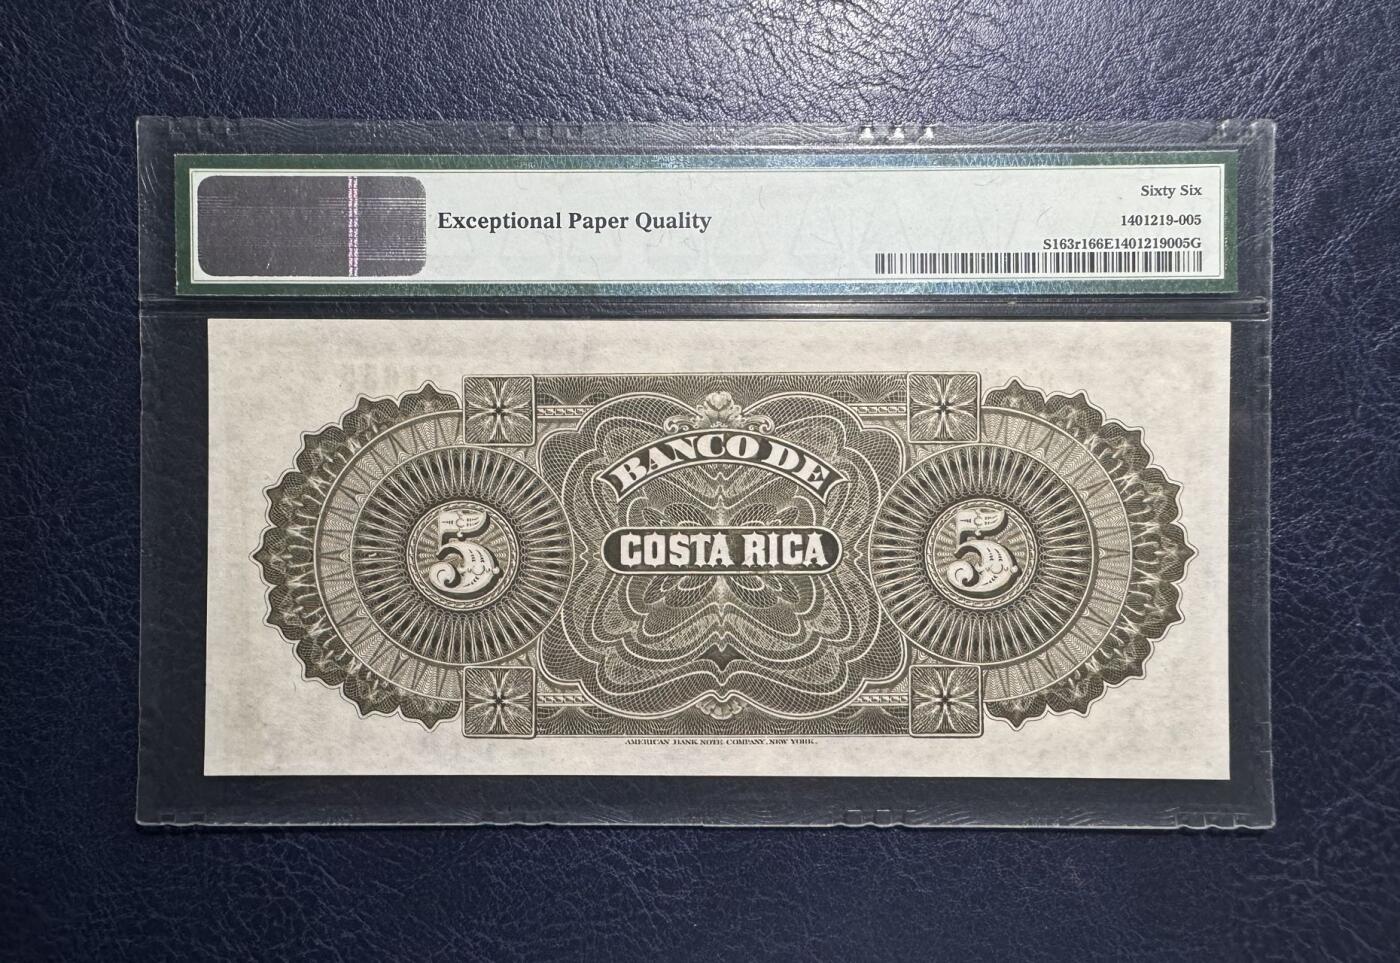 Exceptional Paper Quality
Sixty Six
1401219-005
S163r166E1401219005G
BANCO DE
COSTA RICA
5
5
AMERICAN BANK NOTE COMPANY, NEW YORK.